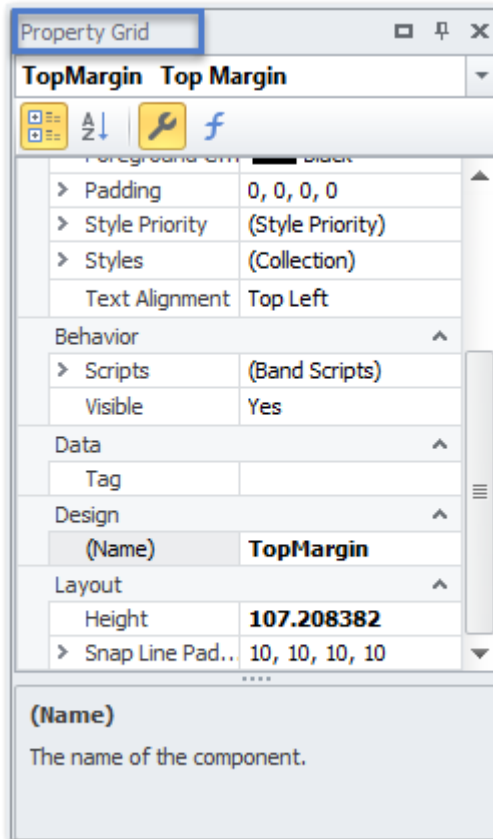 Property Grid
TopMargin Top Margin
Padding 0, 0, 0, 0
Style Priority (Style Priority)
Styles (Collection)
Text Alignment Top Left
Behavior
Scripts (Band Scripts)
Visible Yes
Data
Tag
Design
(Name) TopMargin
Layout
Height 107.208382
Snap Line Pad... 10, 10, 10, 10
(Name)
The name of the component.